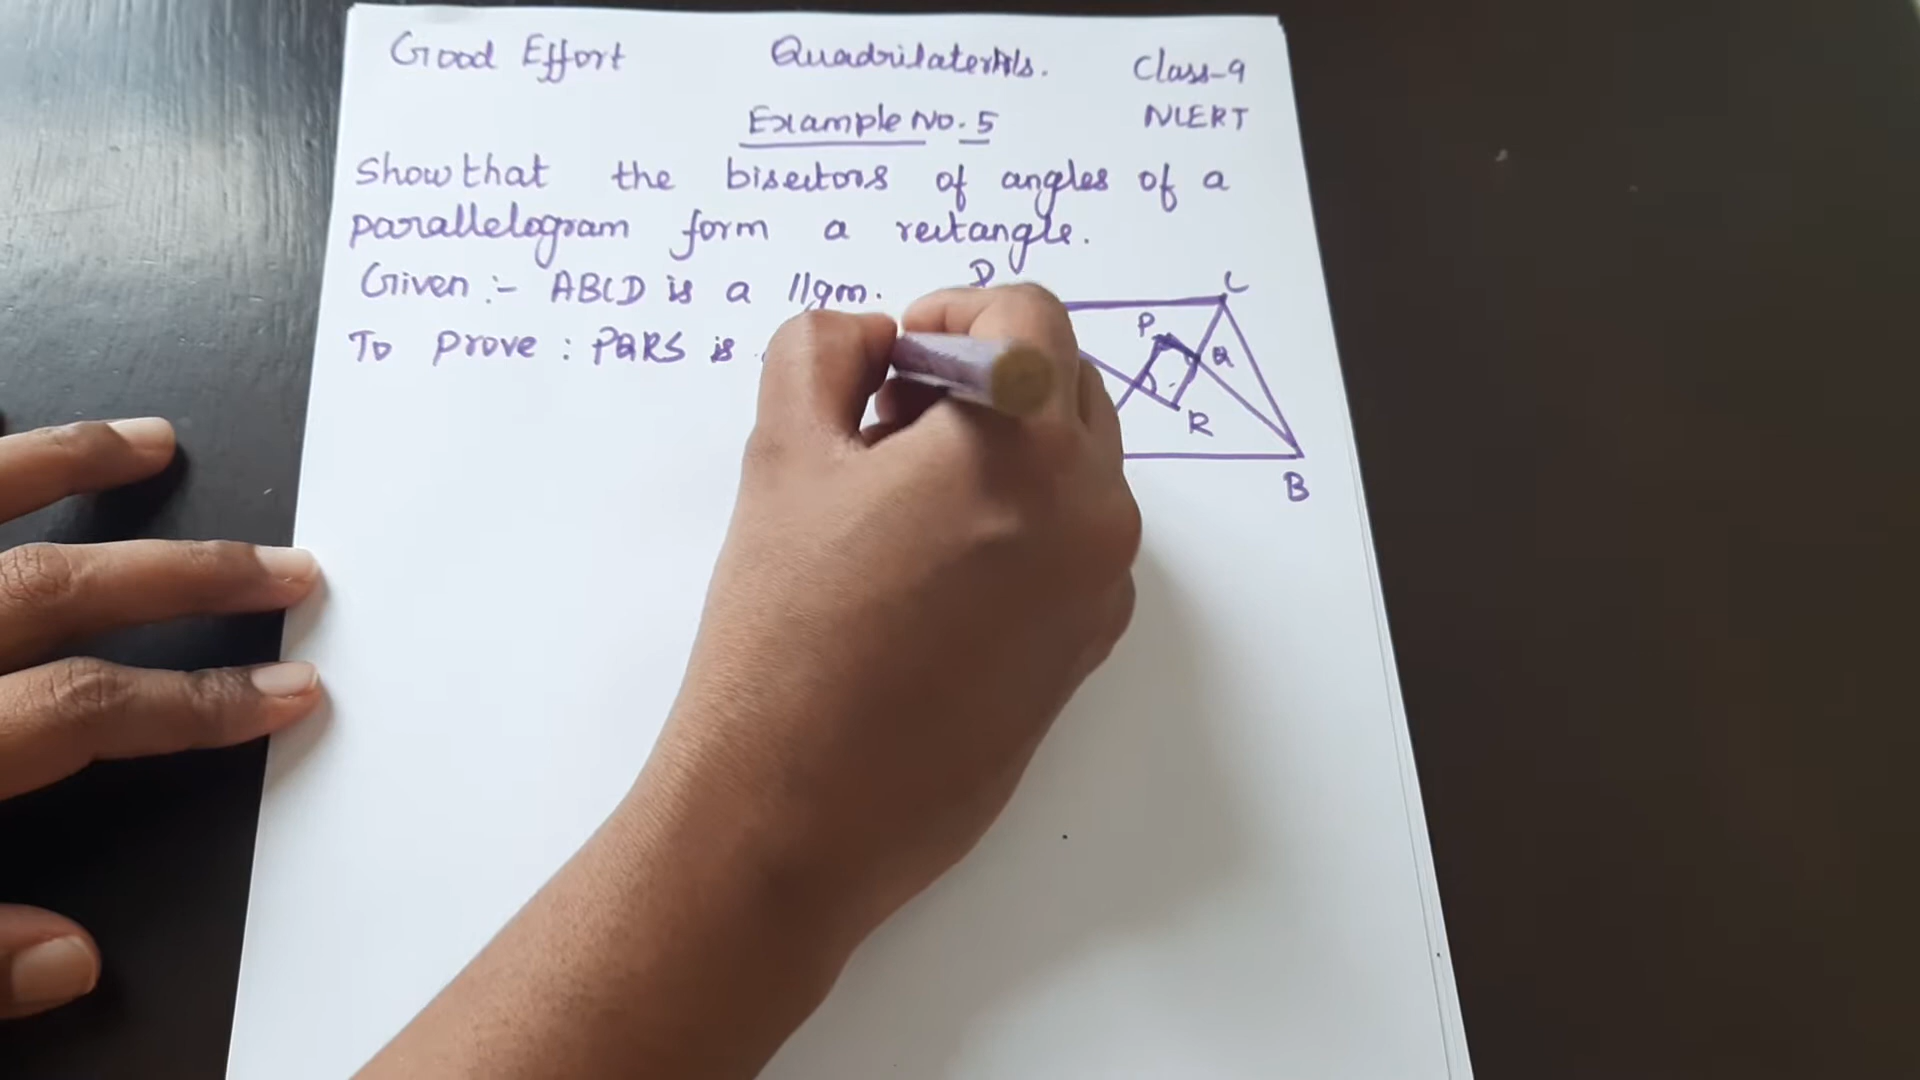 Good Effort Quadrilaterals. Class-9
Example No. 5 NCERT
Show that the bisectors of angles of a
parallelogram form a rectangle.
Given :- ABCD is a llgm.
To prove : PQRS is
D C
P Q
R
B